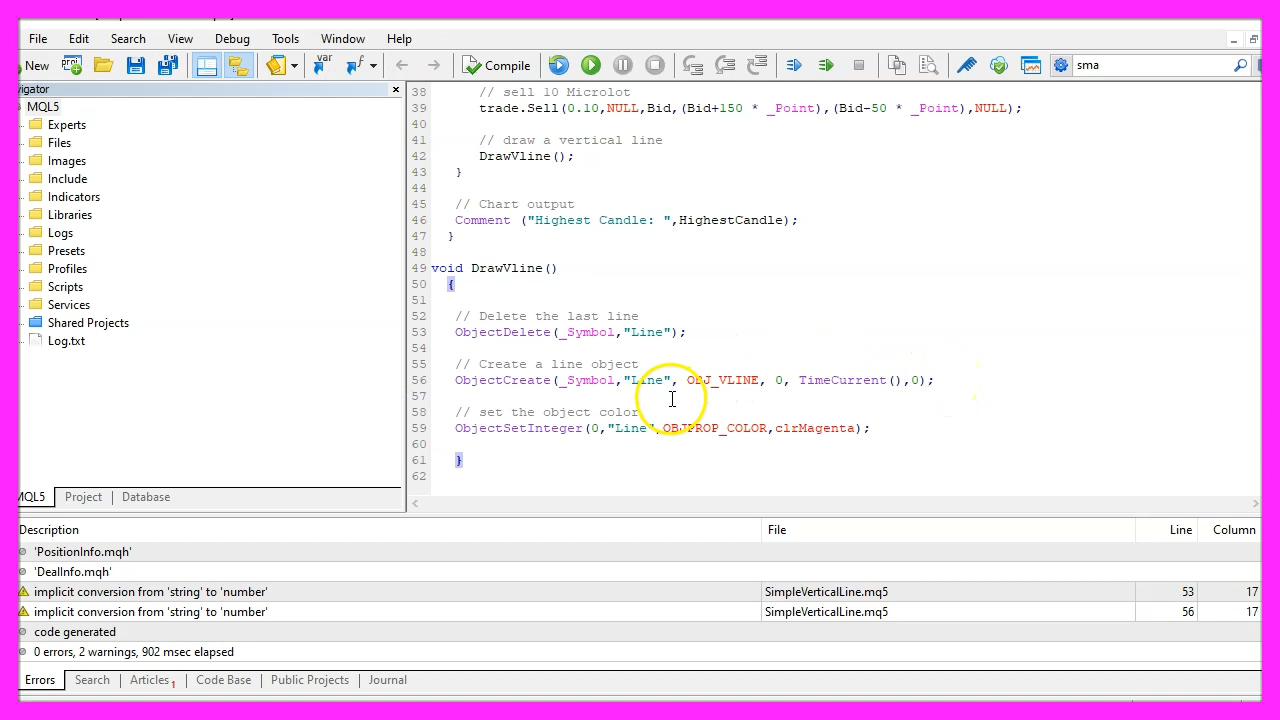 File Edit Search View Debug Tools Window Help
New Compile sma
MQL5
Experts
Files
Images
Include
Indicators
Libraries
Logs
Presets
Profiles
Scripts
Services
Shared Projects
Log.txt
MQL5 Project Database
38 // sell 10 Microlot
39 trade.Sell(0.10,NULL,Bid,(Bid+150 * _Point),(Bid-50 * _Point),NULL);
40
41 // draw a vertical line
42 DrawVline();
43 }
44
45 // Chart output
46 Comment ("Highest Candle: ",HighestCandle);
47 }
48
49 void DrawVline()
50 {
51
52 // Delete the last line
53 ObjectDelete(_Symbol,"Line");
54
55 // Create a line object
56 ObjectCreate(_Symbol,"Line", OBJ_VLINE, 0, TimeCurrent(),0);
57
58 // set the object color
59 ObjectSetInteger(0,"Line",OBJPROP_COLOR,clrMagenta);
60
61 }
62
Description File Line Column
'PositionInfo.mqh'
'DealInfo.mqh'
implicit conversion from 'string' to 'number' SimpleVerticalLine.mq5 53 17
implicit conversion from 'string' to 'number' SimpleVerticalLine.mq5 56 17
code generated
0 errors, 2 warnings, 902 msec elapsed
Errors Search Articles 1 Code Base Public Projects Journal